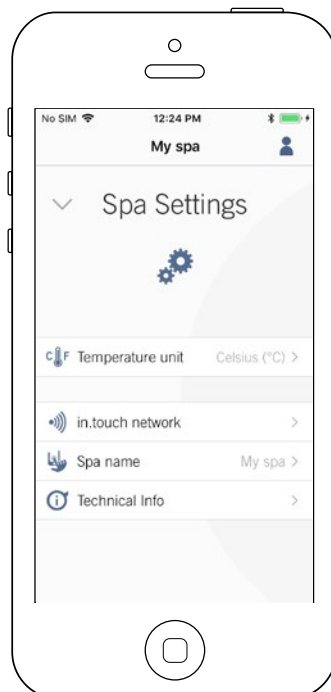 No SIM 12:24 PM
My spa
Spa Settings
C F Temperature unit Celsius (°C) >
in.touch network >
Spa name My spa >
i Technical Info >